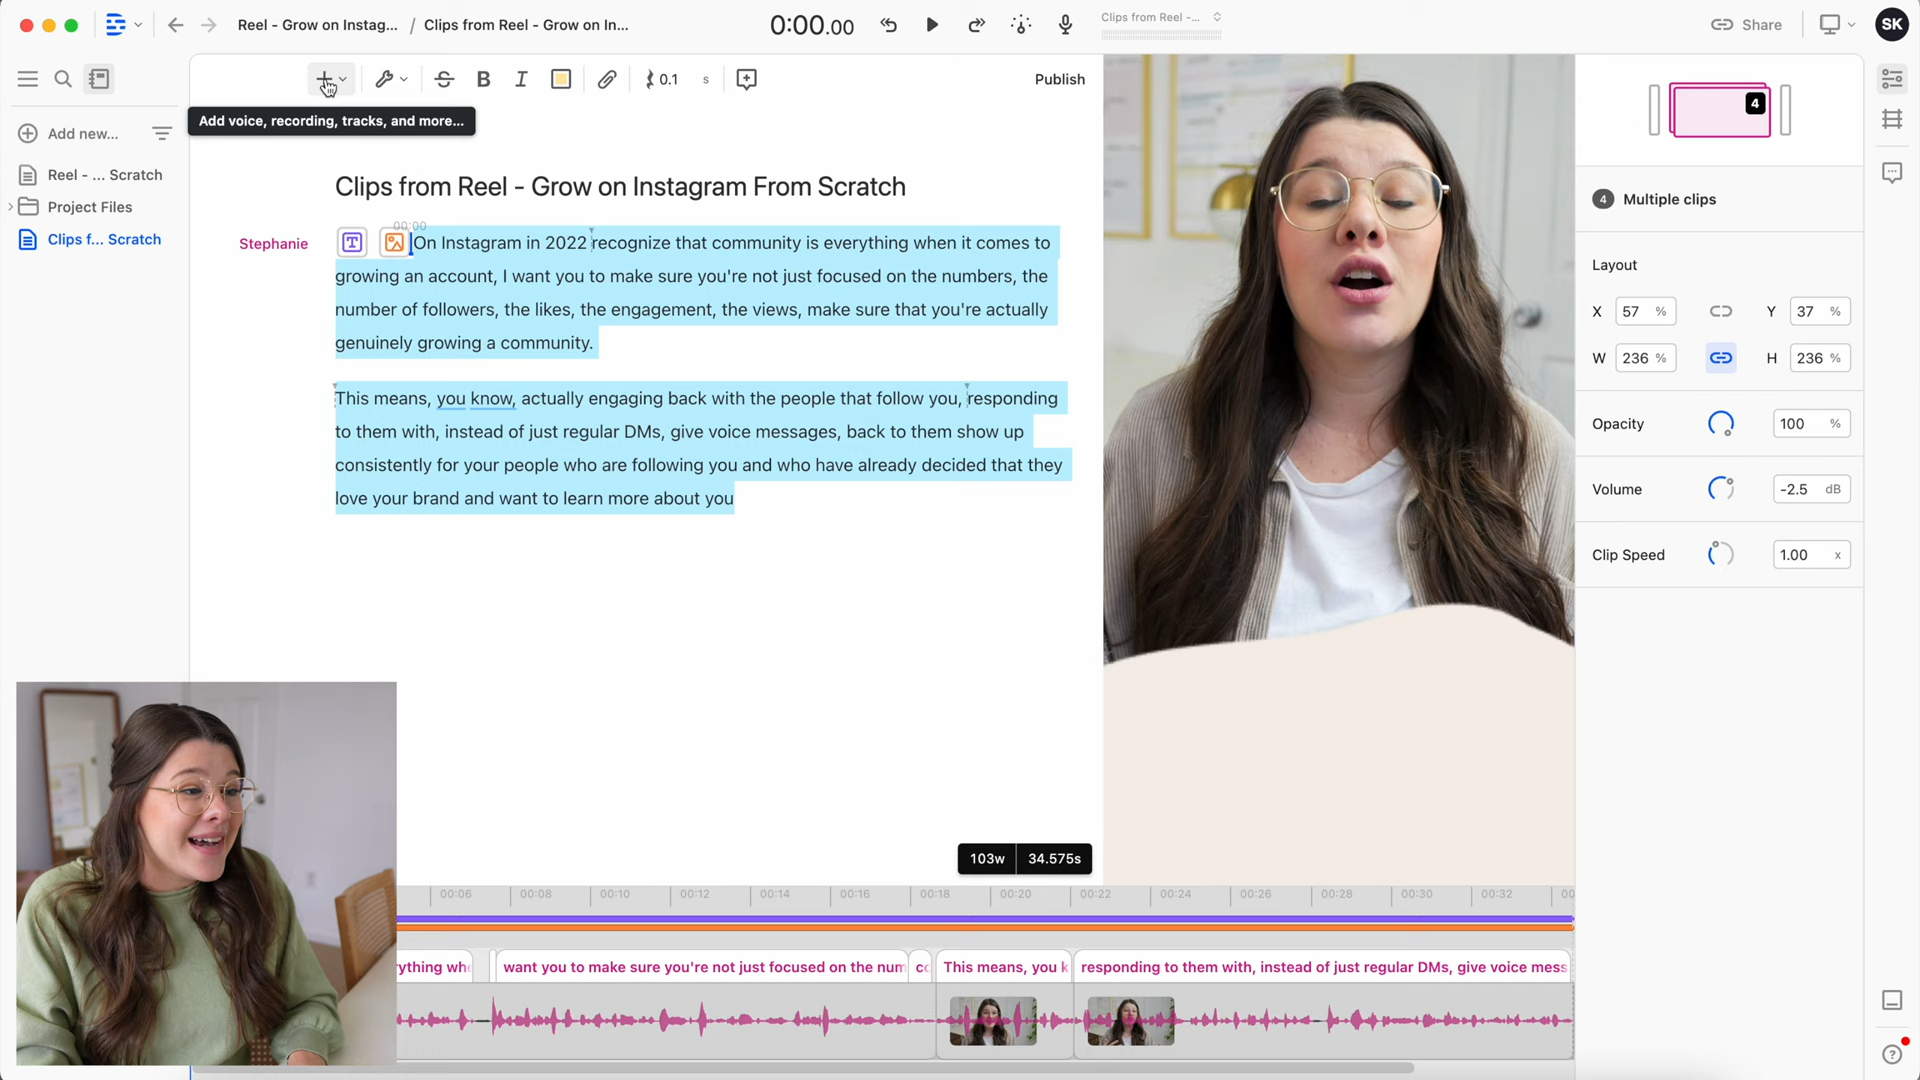 Reel - Grow on Instag... / Clips from Reel - Grow on In...
0:00.00
Clips from Reel -...
Share
SK
0.1 s
Publish
4
Add new...
Add voice, recording, tracks, and more...
Reel - ... Scratch
Project Files
Clips f... Scratch
Clips from Reel - Grow on Instagram From Scratch
00:00
Stephanie
On Instagram in 2022 recognize that community is everything when it comes to
growing an account, I want you to make sure you're not just focused on the numbers, the
number of followers, the likes, the engagement, the views, make sure that you're actually
genuinely growing a community.
This means, you know, actually engaging back with the people that follow you, responding
to them with, instead of just regular DMs, give voice messages, back to them show up
consistently for your people who are following you and who have already decided that they
love your brand and want to learn more about you
4 Multiple clips
Layout
X 57 % Y 37 %
W 236 % H 236 %
Opacity 100 %
Volume -2.5 dB
Clip Speed 1.00 x
103w 34.575s
00:06 00:08 00:10 00:12 00:14 00:16 00:18 00:20 00:22 00:24 00:26 00:28 00:30 00:32 00
rything whe want you to make sure you're not just focused on the num cc This means, you k responding to them with, instead of just regular DMs, give voice mess